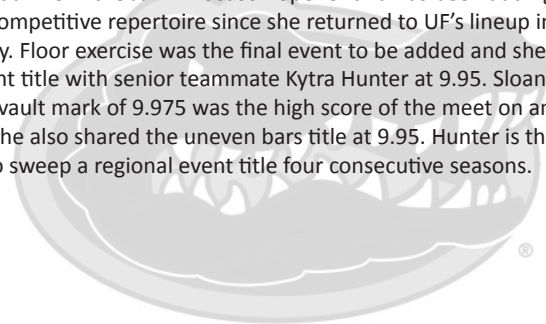 competitive repertoire since she returned to UF's lineup in
y. Floor exercise was the final event to be added and she
nt title with senior teammate Kytra Hunter at 9.95. Sloan
vault mark of 9.975 was the high score of the meet on an
he also shared the uneven bars title at 9.95. Hunter is th
o sweep a regional event title four consecutive seasons.
®